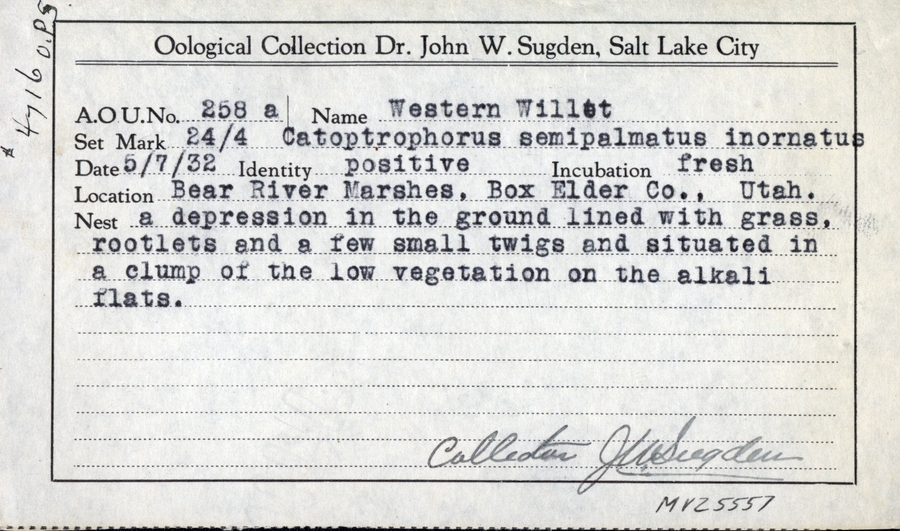 Oological Collection Dr. John W. Sugden, Salt Lake City
A.O.U.No. 258 a Name Western Willet
Set Mark 24/4 Catoptrophorus semipalmatus inornatus
Date 5/7/32 Identity positive Incubation fresh
Location Bear River Marshes, Box Elder Co., Utah.
Nest a depression in the ground lined with grass,
rootlets and a few small twigs and situated in
a clump of the low vegetation on the alkali
flats.
Collector JWSugden
MVZ5557
* 4716